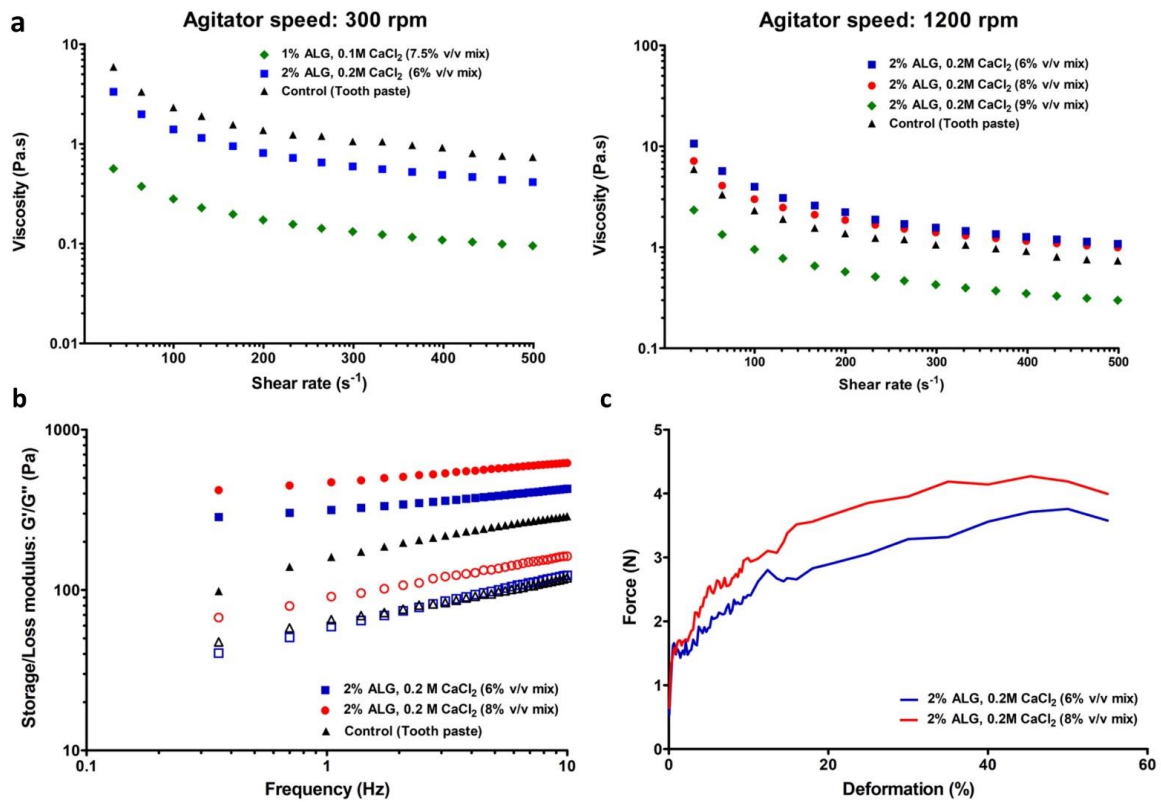 a
Agitator speed: 300 rpm
10
1
0.1
0.01
Viscosity (Pa.s)
1% ALG, 0.1M CaCl₂ (7.5% v/v mix)
2% ALG, 0.2M CaCl₂ (6% v/v mix)
Control (Tooth paste)
100 200 300 400 500
Shear rate (s⁻¹)
Agitator speed: 1200 rpm
100
10
1
0.1
Viscosity (Pa.s)
2% ALG, 0.2M CaCl₂ (6% v/v mix)
2% ALG, 0.2M CaCl₂ (8% v/v mix)
2% ALG, 0.2M CaCl₂ (9% v/v mix)
Control (Tooth paste)
100 200 300 400 500
Shear rate (s⁻¹)
b
1000
100
10
Storage/Loss modulus: G'/G'' (Pa)
2% ALG, 0.2 M CaCl₂ (6% v/v mix)
2% ALG, 0.2 M CaCl₂ (8% v/v mix)
Control (Tooth paste)
0.1 1 10
Frequency (Hz)
c
5
4
3
2
1
0
Force (N)
2% ALG, 0.2M CaCl₂ (6% v/v mix)
2% ALG, 0.2M CaCl₂ (8% v/v mix)
0 20 40 60
Deformation (%)